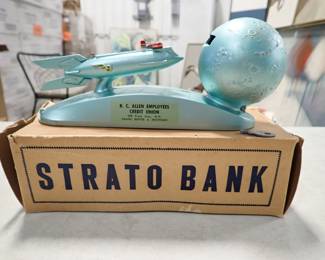 R. C. ALLEN EMPLOYEES
CREDIT UNION
STRATO BANK